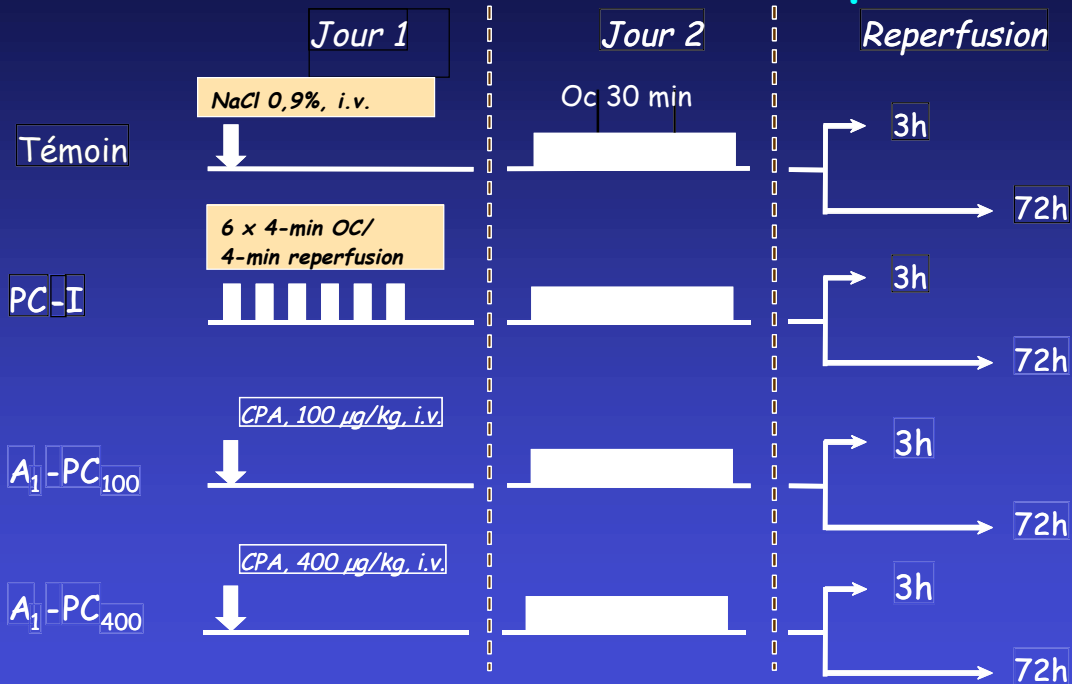 Jour 1
Jour 2
Reperfusion
NaCl 0,9%, i.v.
Oc 30 min
Témoin
3h
72h
6 x 4-min OC/
4-min reperfusion
PC-I
3h
72h
CPA, 100 µg/kg, i.v.
A₁-PC₁₀₀
3h
72h
CPA, 400 µg/kg, i.v.
A₁-PC₄₀₀
3h
72h